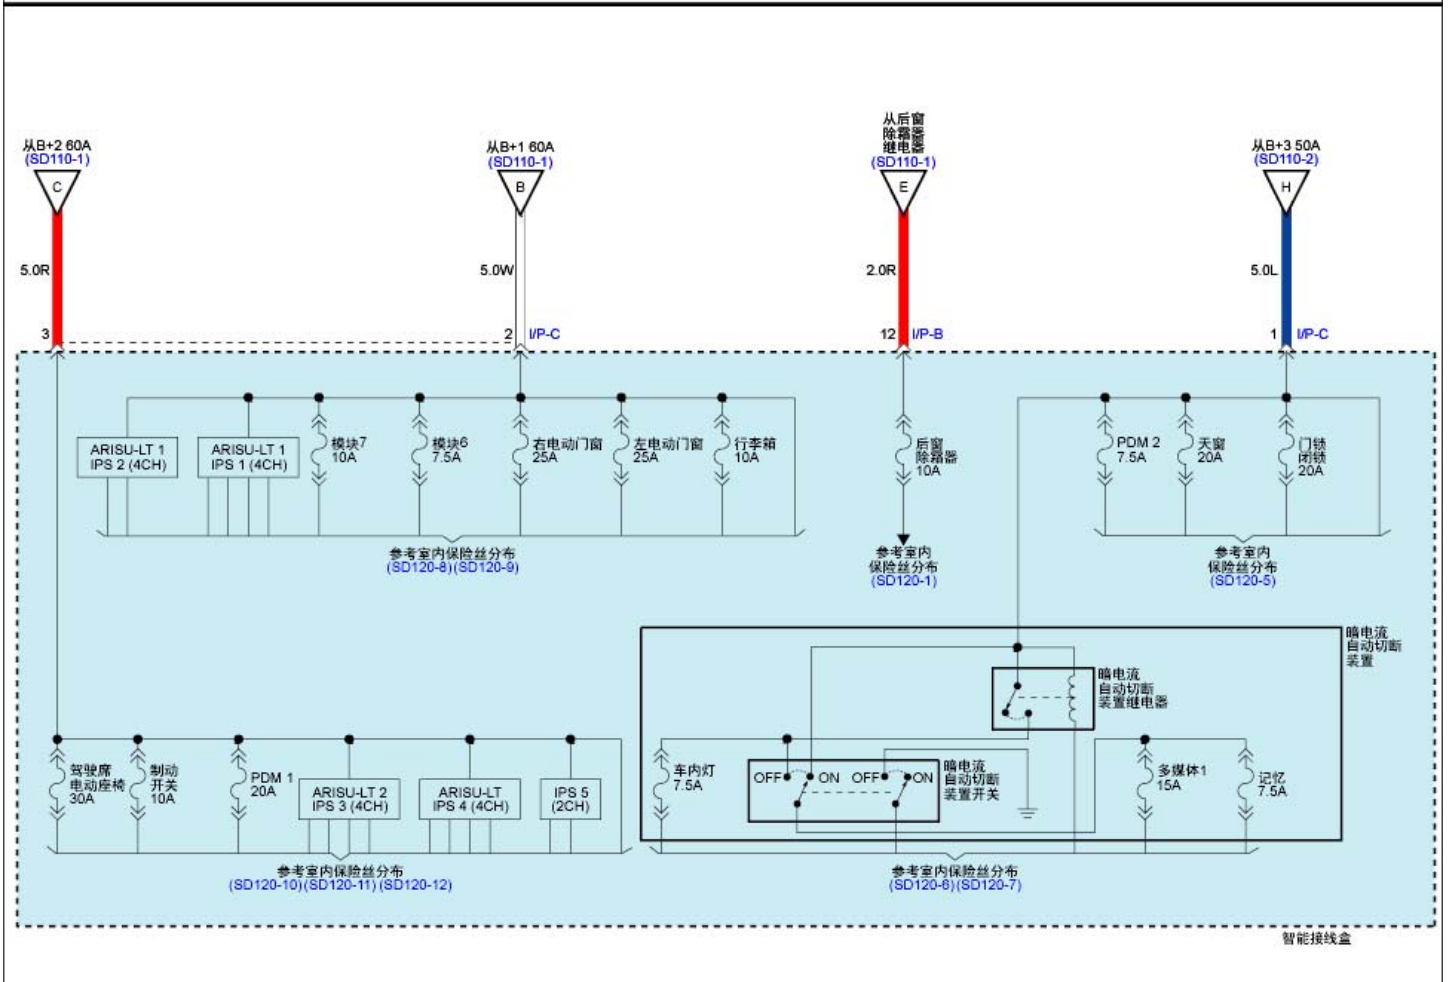 从B+2 60A
(SD110-1)
C
5.0R
3
从B+1 60A
(SD110-1)
B
5.0W
2
I/P-C
从后窗
除霜器
继电器
(SD110-1)
E
2.0R
12
I/P-B
从B+3 50A
(SD110-2)
H
5.0L
1
I/P-C
ARISU-LT 1
IPS 2 (4CH)
ARISU-LT 1
IPS 1 (4CH)
模块7
10A
模块6
7.5A
右电动门窗
25A
左电动门窗
25A
行李箱
10A
后窗
除霜器
10A
PDM 2
7.5A
天窗
20A
门锁
闭锁
20A
参考室内保险丝分布
(SD120-8)(SD120-9)
参考室内
保险丝分布
(SD120-1)
参考室内
保险丝分布
(SD120-5)
暗电流
自动切断
装置
暗电流
自动切断
装置继电器
驾驶席
电动座椅
30A
制动
开关
10A
PDM 1
20A
ARISU-LT 2
IPS 3 (4CH)
ARISU-LT
IPS 4 (4CH)
IPS 5
(2CH)
车内灯
7.5A
OFF
ON
OFF
ON
暗电流
自动切断
装置开关
多媒体1
15A
记忆
7.5A
参考室内保险丝分布
(SD120-10)(SD120-11)(SD120-12)
参考室内保险丝分布
(SD120-6)(SD120-7)
智能接线盒